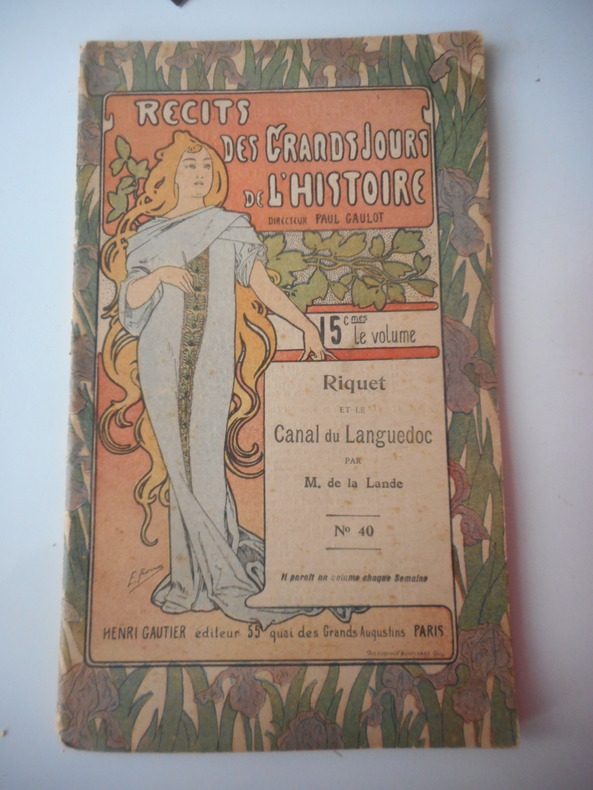 RECITS
DES GRANDS JOURS
DE L'HISTOIRE
DIRECTEUR PAUL GAULOT
15 cmes
le volume
Riquet
ET LE
Canal du Languedoc
PAR
M. de la Lande
No 40
Il paraît un volume chaque Semaine
HENRI GAUTIER éditeur 55 quai des Grands Augustins PARIS